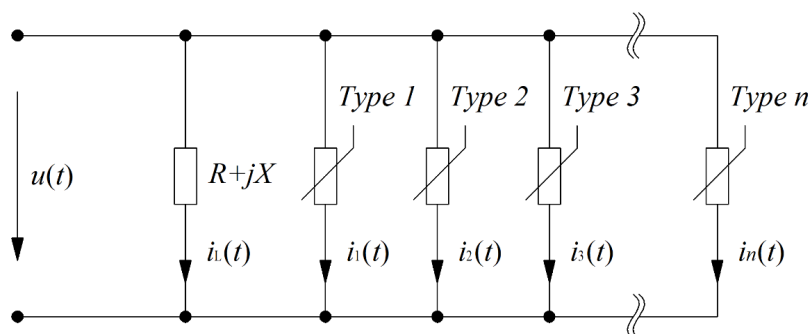 Type 1 Type 2 Type 3 Type n
u(t) R+jX
iL(t) i1(t) i2(t) i3(t) in(t)